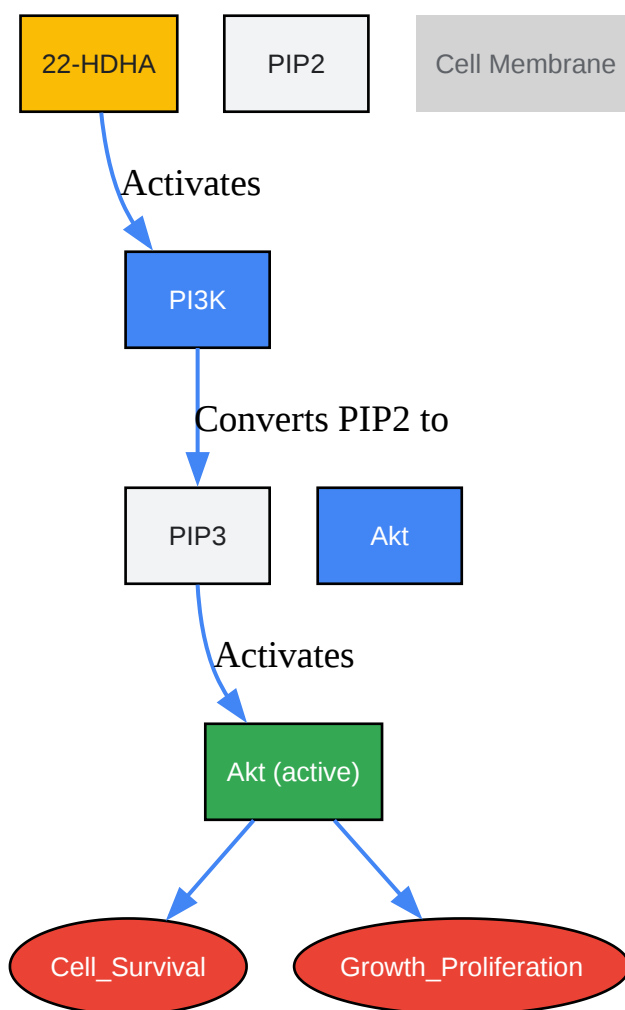 22-HDHA
PIP2
Cell Membrane
Activates
PI3K
Converts PIP2 to
PIP3
Akt
Activates
Akt (active)
Cell_Survival
Growth_Proliferation